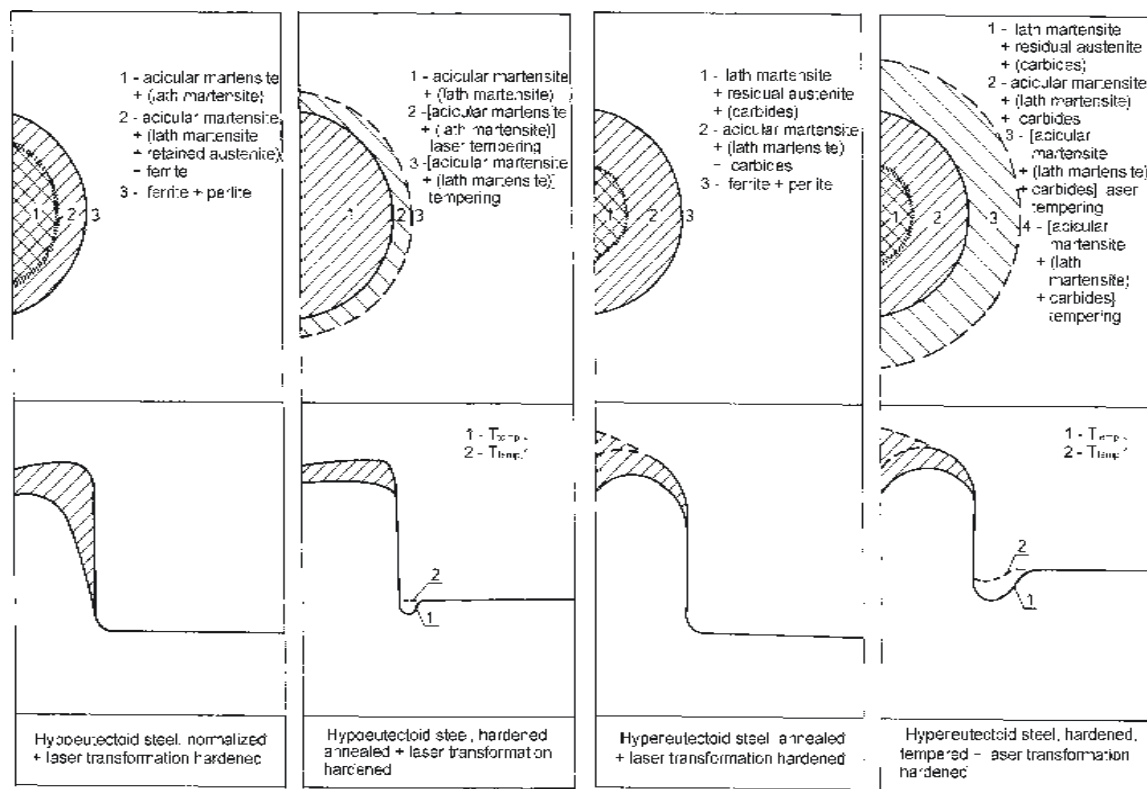 1 - acicular martensite
+ (lath martensite)
2 - acicular martensite
+ (lath martensite
+ retained austenite)
- ferrite
3 - ferrite + perlite
1
2
3
1 - acicular martensite
+ (lath martensite)
2 - [acicular martensite
+ (lath martensite)]
laser tempering
3 - [acicular martensite
+ (lath martensite)]
tempering
1
2
3
1 - lath martensite
+ residual austenite
+ (carbides)
2 - acicular martensite
+ (lath martensite)
- carbides
3 - ferrite + perlite
1
2
3
1 - lath martensite
+ residual austenite
+ (carbides)
2 - acicular martensite
+ (lath martensite)
+ carbides
3 - [acicular
martensite
+ (lath martensite)
+ carbides] laser
tempering
4 - [acicular
martensite
+ (lath
martensite)
+ carbides]
tempering
1
2
3
1 - T
2 - T
2
1
1 - T
2 - T
2
1
Hypoeutectoid steel, normalized
+ laser transformation hardened
Hypoeutectoid steel, hardened
annealed + laser transformation
hardened
Hypereutectoid steel annealed
+ laser transformation hardened
Hypereutectoid steel, hardened,
tempered - laser transformation
hardened